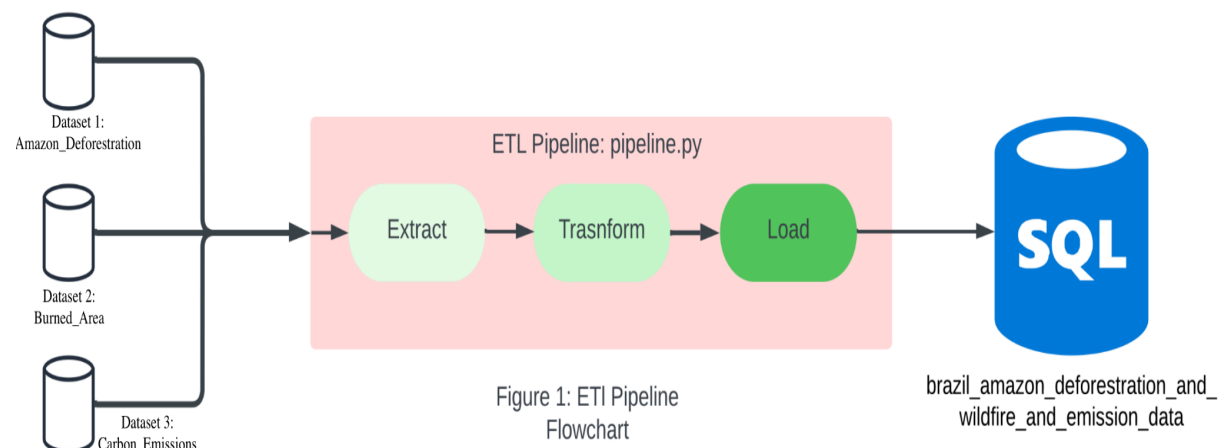 Dataset 1:
Amazon_Deforestration
ETL Pipeline: pipeline.py
Extract
Trasnform
Load
SQL
Dataset 2:
Burned_Area
Dataset 3:
Carbon_Emissions
Figure 1: ETl Pipeline
Flowchart
brazil_amazon_deforestration_and_
wildfire_and_emission_data